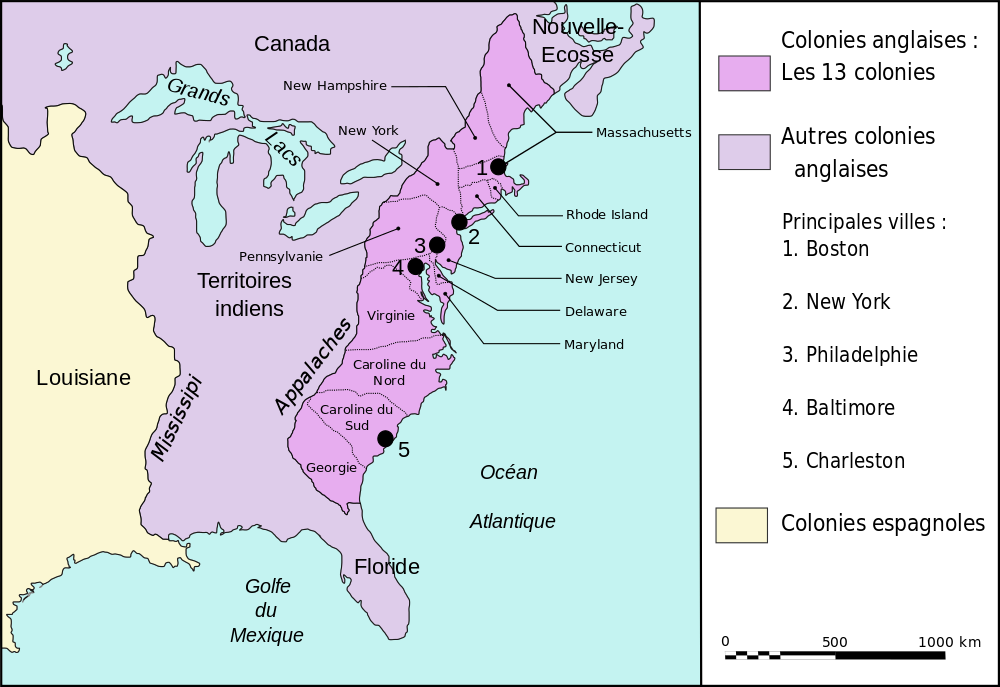 Nouvelle-
Ecosse
Canada
Grands
Lacs
New Hampshire
New York
Massachusetts
1
Rhode Island
2
3
Connecticut
Pennsylvanie
4
New Jersey
Territoires
indiens
Delaware
Virginie
Maryland
Appalaches
Louisiane
Mississipi
Caroline du
Nord
Caroline du
Sud
5
Georgie
Océan
Atlantique
Floride
Golfe
du
Mexique
Colonies anglaises :
Les 13 colonies
Autres colonies
anglaises
Principales villes :
1. Boston
2. New York
3. Philadelphie
4. Baltimore
5. Charleston
Colonies espagnoles
0 500 1000 km